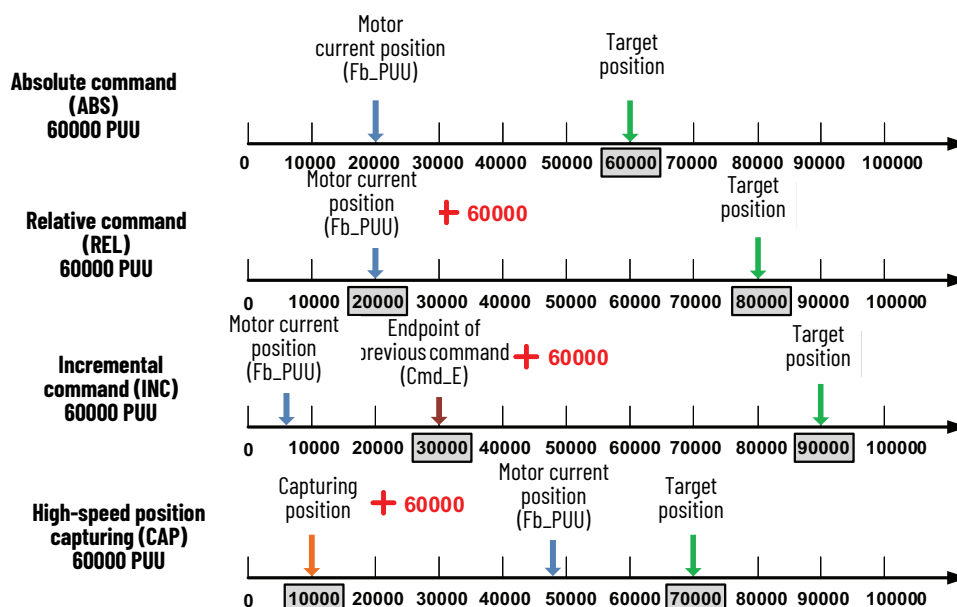 Motor
current position
(Fb_PUU)
Target
position
Absolute command
(ABS)
60000 PUU
0 10000 20000 30000 40000 50000 60000 70000 80000 90000 100000
Motor current
position
(Fb_PUU)
+ 60000
Target
position
Relative command
(REL)
60000 PUU
0 10000 20000 30000 40000 50000 60000 70000 80000 90000 100000
Motor current
position
(Fb_PUU)
Endpoint of
previous command
(Cmd_E)
+ 60000
Target
position
Incremental
command (INC)
60000 PUU
0 10000 20000 30000 40000 50000 60000 70000 80000 90000 100000
Capturing
position
+ 60000
Motor current
position
(Fb_PUU)
Target
position
High-speed position
capturing (CAP)
60000 PUU
0 10000 20000 30000 40000 50000 60000 70000 80000 90000 100000